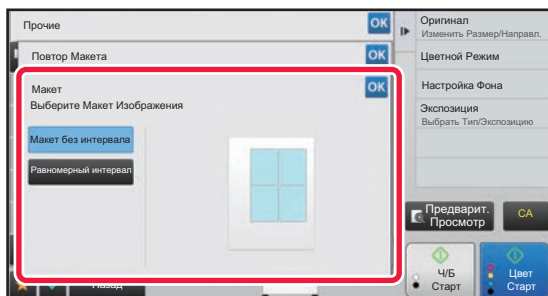 Прочие
OK
Повтор Макета
OK
Макет
OK
Выберите Макет Изображения
Макет без интервала
Равномерный интервал
Назад
Оригинал
Изменить Размер/Направл.
Цветной Режим
Настройка Фона
Экспозиция
Выбрать Тип/Экспозицию
Предварит.
Просмотр
CA
Ч/Б
Старт
Цвет
Старт